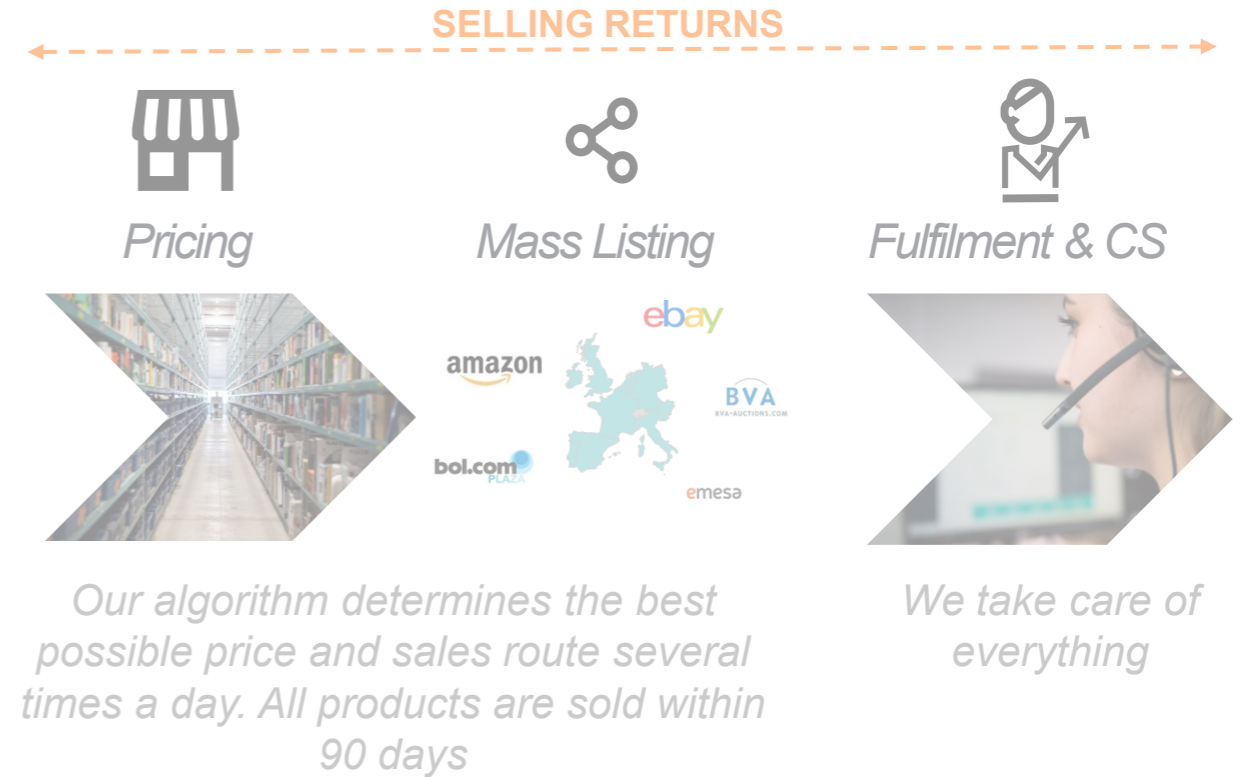 SELLING RETURNS
Pricing
Mass Listing
Fulfilment & CS
ebay
amazon
BVA
BVA-AUCTIONS.COM
bol.com
PLAZA
emesa
Our algorithm determines the best
possible price and sales route several
times a day. All products are sold within
90 days
We take care of
everything